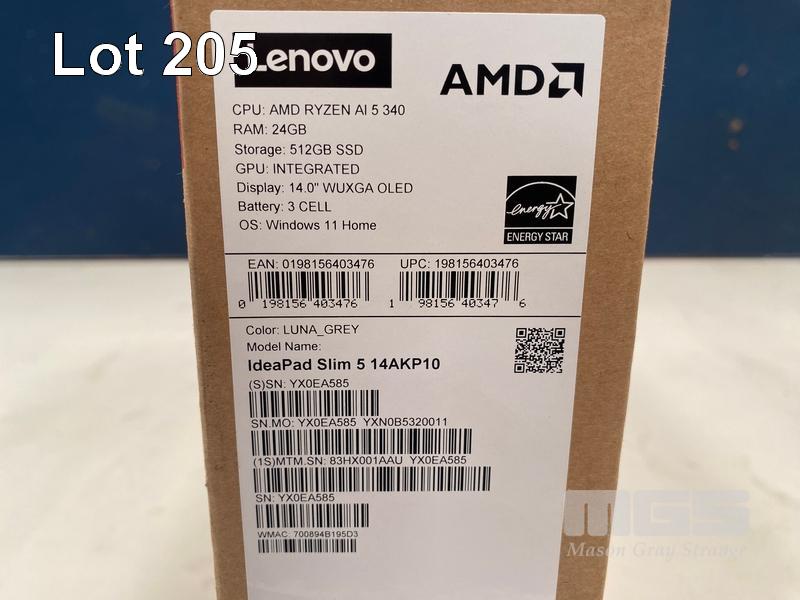 Lot 205
Lenovo
AMD
CPU: AMD RYZEN AI 5 340
RAM: 24GB
Storage: 512GB SSD
GPU: INTEGRATED
Display: 14.0" WUXGA OLED
Battery: 3 CELL
OS: Windows 11 Home
energy
ENERGY STAR
EAN: 0198156403476 UPC: 198156403476
0 198156 403476 1 98156 40347 6
Color: LUNA_GREY
Model Name:
IdeaPad Slim 5 14AKP10
(S)SN: YX0EA585
SN.MO: YX0EA585 YXN0B5320011
(1S)MTM.SN: 83HX001AAU YX0EA585
SN: YX0EA585
WMAC: 700894B195D3
MGS
Mason Gray Strange